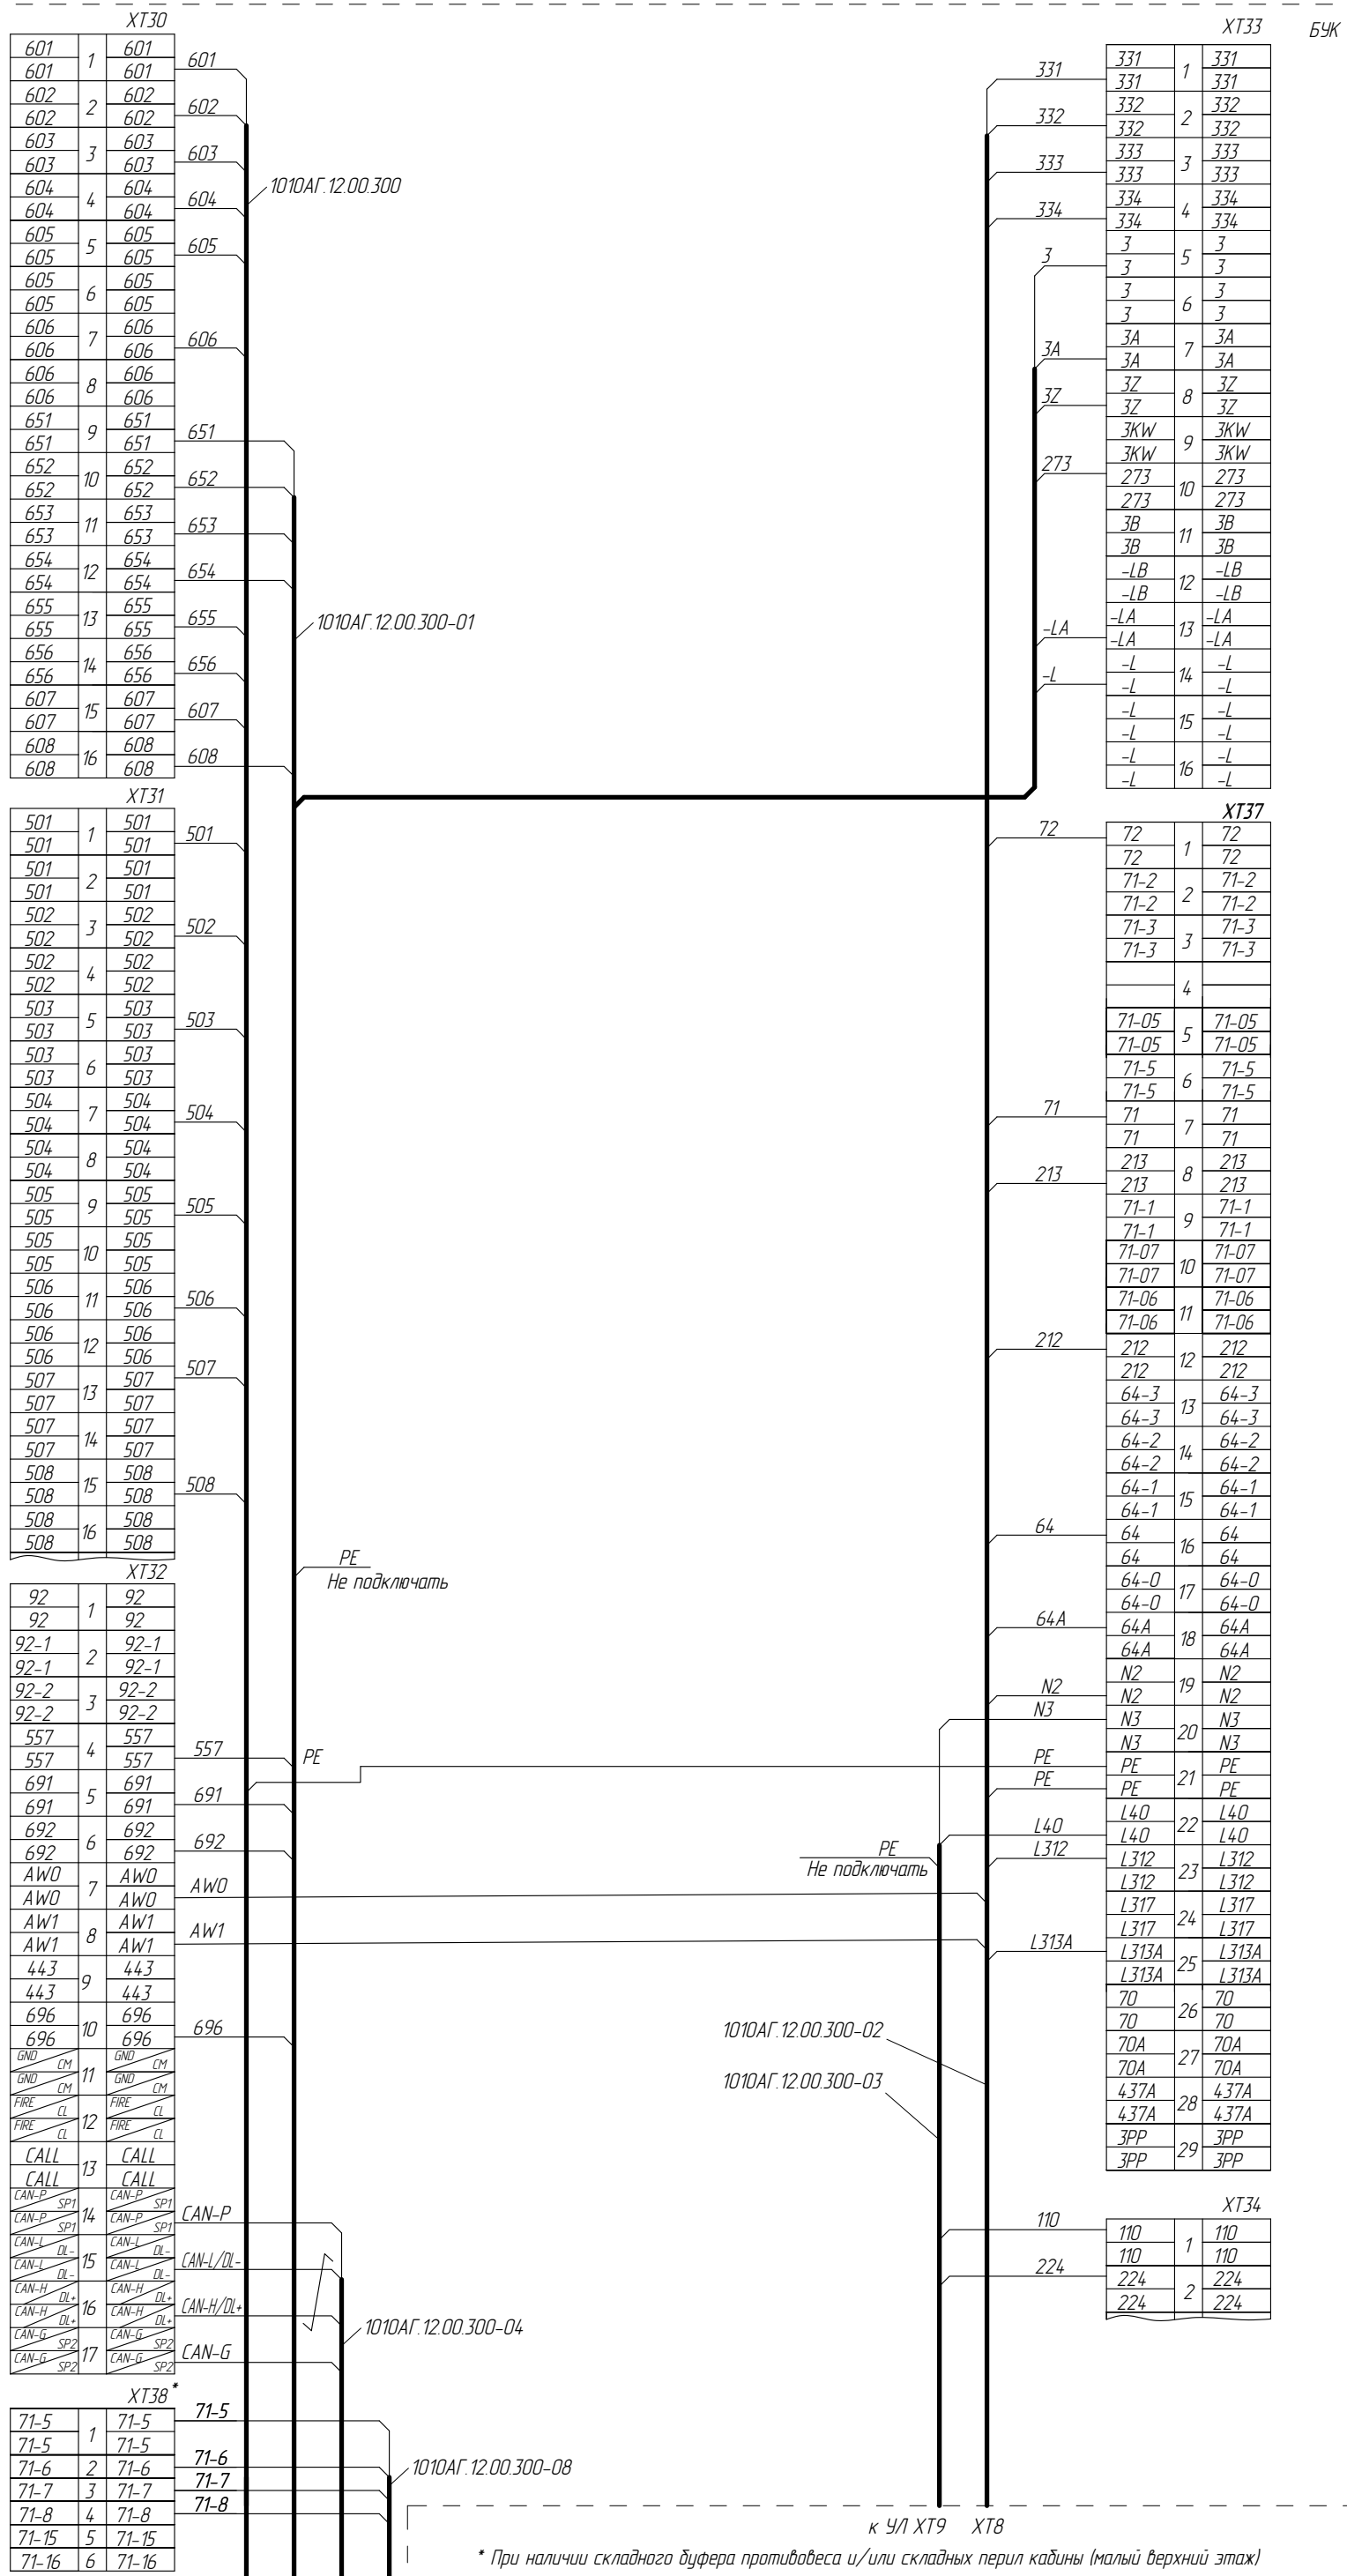 XT30
601 1 601
601 601 601
602 2 602
602 602 602
603 3 603
603 603 603
604 4 604
604 604 604
605 5 605
605 605 605
605 6 605
605 605
606 7 606
606 606 606
606 8 606
606 606
651 9 651
651 651 651
652 10 652
652 652 652
653 11 653
653 653 653
654 12 654
654 654 654
655 13 655
655 655 655
656 14 656
656 656 656
607 15 607
607 607 607
608 16 608
608 608 608
1010АГ.12.00.300
1010АГ.12.00.300-01
XT31
501 1 501
501 501 501
501 2 501
501 501
502 3 502
502 502 502
502 4 502
502 502
503 5 503
503 503 503
503 6 503
503 503
504 7 504
504 504 504
504 8 504
504 504
505 9 505
505 505 505
505 10 505
505 505
506 11 506
506 506 506
506 12 506
506 506
507 13 507
507 507 507
507 14 507
507 507
508 15 508
508 508 508
508 16 508
508 508
PE
Не подключать
XT32
92 1 92
92 92
92-1 2 92-1
92-1 92-1
92-2 3 92-2
92-2 92-2
557 4 557
557 557 557
691 5 691
691 691 691
692 6 692
692 692 692
AW0 7 AW0
AW0 AW0 AW0
AW1 8 AW1
AW1 AW1 AW1
443 9 443
443 443
696 10 696
696 696 696
GND CM 11 GND CM
GND CM GND CM
FIRE CL 12 FIRE CL
FIRE CL FIRE CL
CALL 13 CALL
CALL CALL
CAN-P SP1 14 CAN-P SP1
CAN-P SP1 CAN-P SP1 CAN-P
CAN-L DL- 15 CAN-L DL-
CAN-L DL- CAN-L DL- CAN-L/DL-
CAN-H DL+ 16 CAN-H DL+
CAN-H DL+ CAN-H DL+ CAN-H/DL+
CAN-G SP2 17 CAN-G SP2
CAN-G SP2 CAN-G SP2 CAN-G
PE
1010АГ.12.00.300-04
XT38*
71-5 1 71-5 71-5
71-5 71-5
71-6 2 71-6 71-6
71-7 3 71-7 71-7
71-8 4 71-8 71-8
71-15 5 71-15
71-16 6 71-16
1010АГ.12.00.300-08
XT33 БУК
331 1 331
331 331 331
332 2 332
332 332 332
333 3 333
333 333 333
334 4 334
334 334 334
3 5 3
3 3 3
3 6 3
3 3
3A 7 3A
3A 3A 3A
3Z 8 3Z
3Z 3Z 3Z
3KW 9 3KW
3KW 3KW
273 273 10 273
273 273
3B 11 3B
3B 3B
-LB 12 -LB
-LB -LB
-LA 13 -LA
-LA -LA -LA
-L 14 -L
-L -L -L
-L 15 -L
-L -L
-L 16 -L
-L -L
XT37
72 72 1 72
72 72
71-2 2 71-2
71-2 71-2
71-3 3 71-3
71-3 71-3
4
71-05 5 71-05
71-05 71-05
71-5 6 71-5
71-5 71-5
71 71 7 71
71 71
213 8 213
213 213 213
71-1 9 71-1
71-1 71-1
71-07 10 71-07
71-07 71-07
71-06 11 71-06
71-06 71-06
212 212 12 212
212 212
64-3 13 64-3
64-3 64-3
64-2 14 64-2
64-2 64-2
64-1 15 64-1
64-1 64-1
64 64 16 64
64 64
64-0 17 64-0
64-0 64-0
64A 64A 18 64A
64A 64A
N2 19 N2
N2 N2 N2
N3 N3 20 N3
N3 N3
PE PE 21 PE
PE PE PE
L40 22 L40
L40 L40 L40
L312 L312 23 L312
L312 L312
L317 24 L317
L317 L317
L313A L313A 25 L313A
L313A L313A
70 26 70
70 70
70A 27 70A
70A 70A
437A 28 437A
437A 437A
3PP 29 3PP
3PP 3PP
PE
Не подключать
1010АГ.12.00.300-02
1010АГ.12.00.300-03
XT34
110 110 1 110
110 110
224 224 2 224
224 224
к УЛ XT9 XT8
* При наличии складного буфера противовеса и/или складных перил кабины (малый верхний этаж)